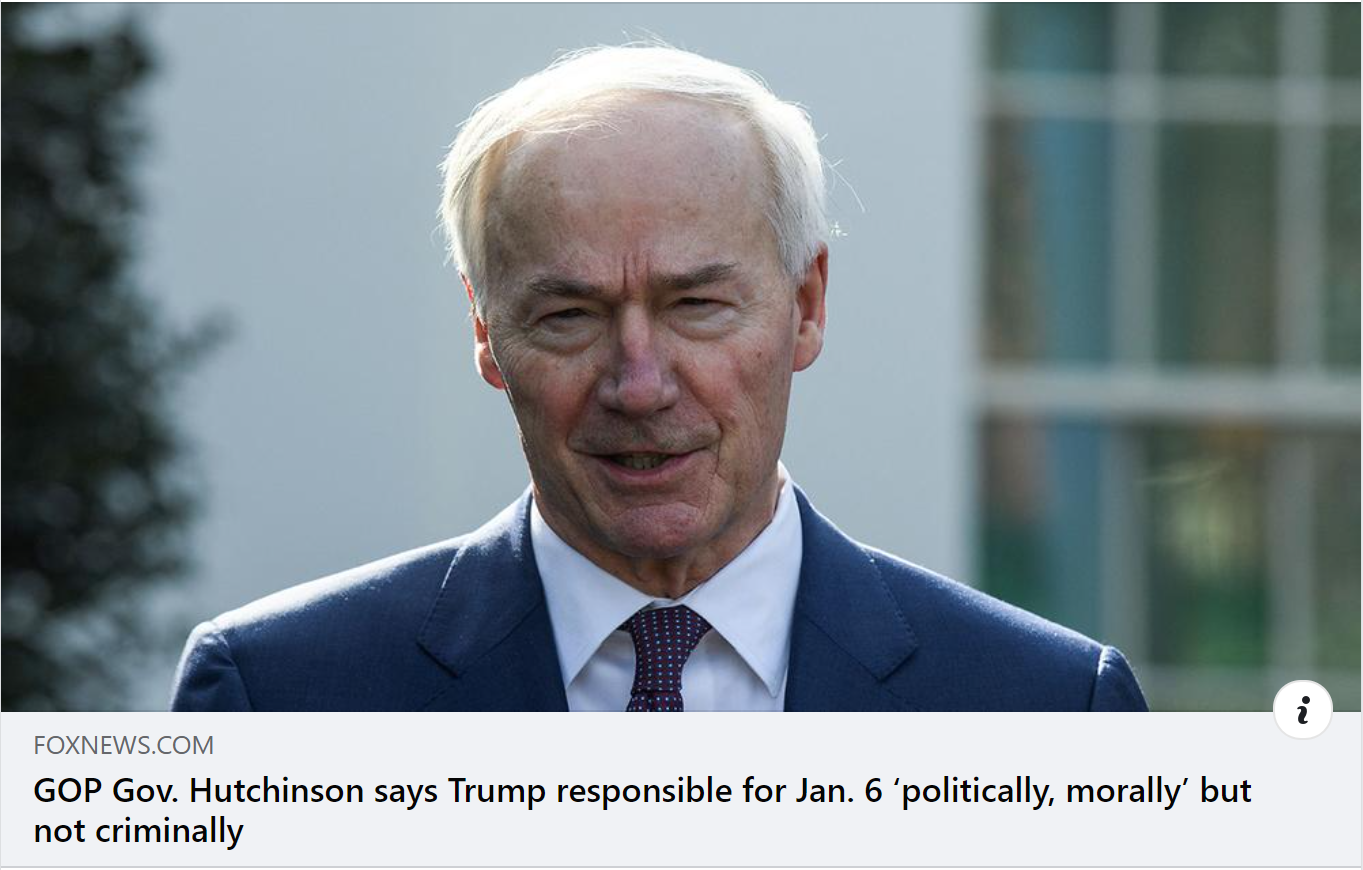 FOXNEWS.COM
GOP Gov. Hutchinson says Trump responsible for Jan. 6 ‘politically, morally’ but
not criminally